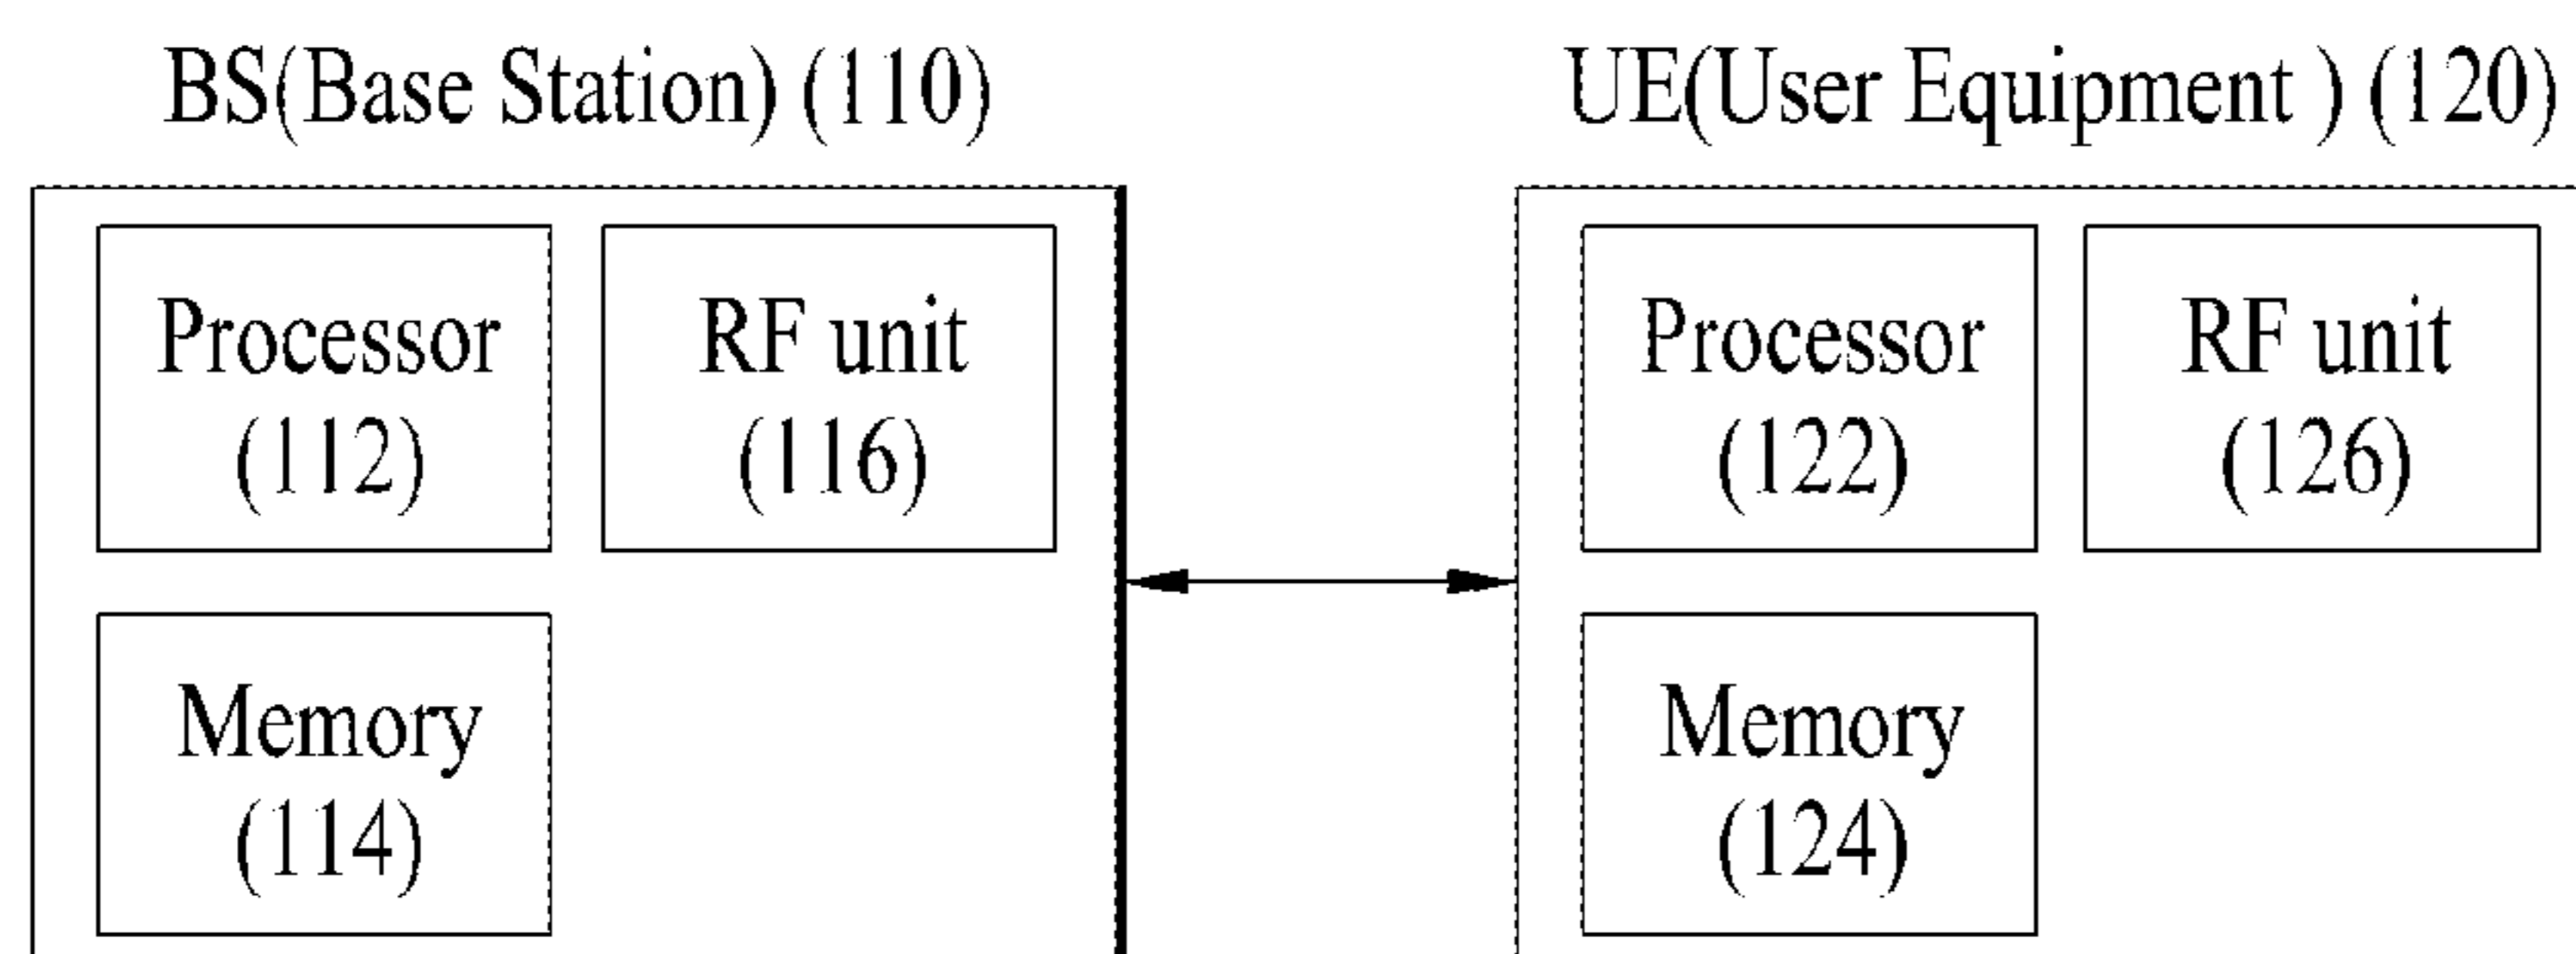 BS(Base Station) (110)
UE(User Equipment ) (120)
Processor
(112)
RF unit
(116)
Processor
(122)
RF unit
(126)
Memory
(114)
Memory
(124)